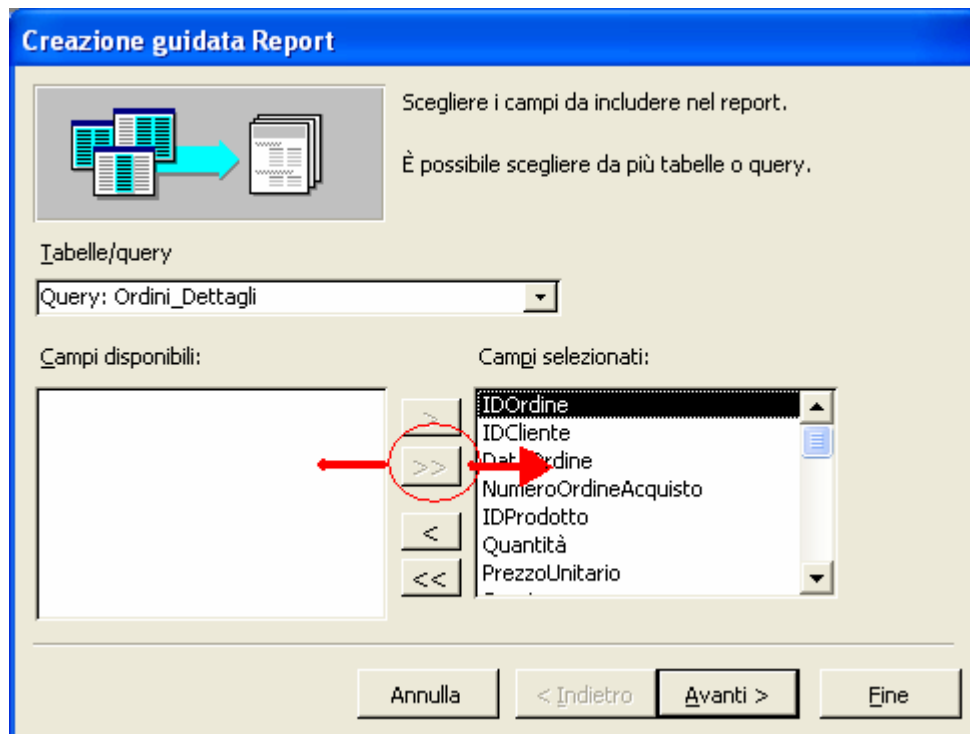 Creazione guidata Report
Scegliere i campi da includere nel report.
È possibile scegliere da più tabelle o query.
Tabelle/query
Query: Ordini_Dettagli
Campi disponibili:
Campi selezionati:
>
>>
<
<<
IDOrdine
IDCliente
DataOrdine
NumeroOrdineAcquisto
IDProdotto
Quantità
PrezzoUnitario
Annulla
< Indietro
Avanti >
Fine